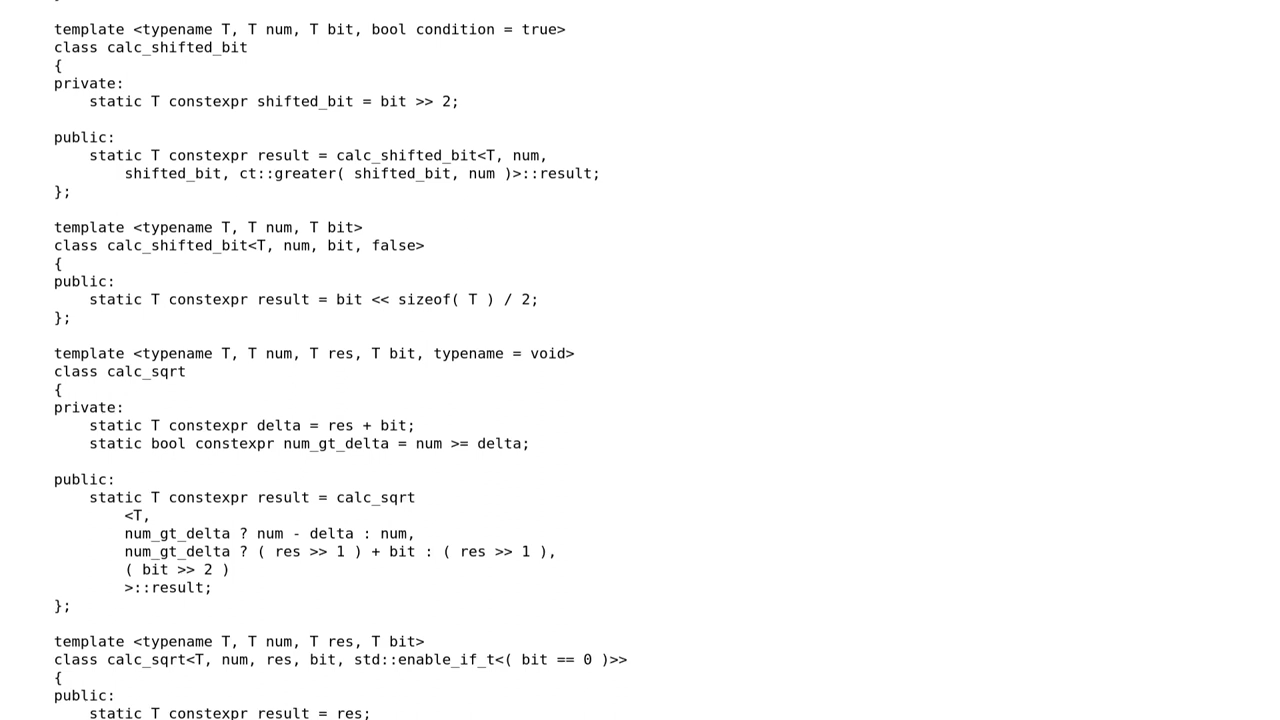 template <typename T, T num, T bit, bool condition = true>
class calc_shifted_bit
{
private:
    static T constexpr shifted_bit = bit >> 2;

public:
    static T constexpr result = calc_shifted_bit<T, num,
        shifted_bit, ct::greater( shifted_bit, num )>::result;
};

template <typename T, T num, T bit>
class calc_shifted_bit<T, num, bit, false>
{
public:
    static T constexpr result = bit << sizeof( T ) / 2;
};

template <typename T, T num, T res, T bit, typename = void>
class calc_sqrt
{
private:
    static T constexpr delta = res + bit;
    static bool constexpr num_gt_delta = num >= delta;

public:
    static T constexpr result = calc_sqrt
        <T,
        num_gt_delta ? num - delta : num,
        num_gt_delta ? ( res >> 1 ) + bit : ( res >> 1 ),
        ( bit >> 2 )
        >::result;
};

template <typename T, T num, T res, T bit>
class calc_sqrt<T, num, res, bit, std::enable_if_t<( bit == 0 )>>
{
public:
    static T constexpr result = res;